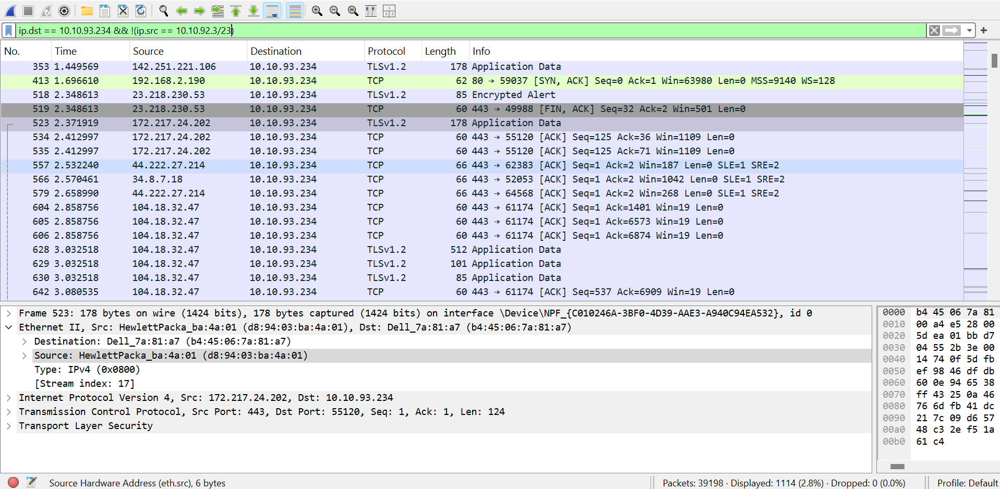 ip.dst == 10.10.93.234 && !(ip.src == 10.10.92.3/23)
No. Time Source Destination Protocol Length Info
353 1.449569 142.251.221.106 10.10.93.234 TLSv1.2 178 Application Data
413 1.696610 192.168.2.190 10.10.93.234 TCP 62 80 → 59037 [SYN, ACK] Seq=0 Ack=1 Win=63980 Len=0 MSS=9140 WS=128
518 2.348613 23.218.230.53 10.10.93.234 TLSv1.2 85 Encrypted Alert
519 2.348613 23.218.230.53 10.10.93.234 TCP 60 443 → 49988 [FIN, ACK] Seq=32 Ack=2 Win=501 Len=0
523 2.371919 172.217.24.202 10.10.93.234 TLSv1.2 178 Application Data
534 2.412997 172.217.24.202 10.10.93.234 TCP 60 443 → 55120 [ACK] Seq=125 Ack=36 Win=1109 Len=0
535 2.412997 172.217.24.202 10.10.93.234 TCP 60 443 → 55120 [ACK] Seq=125 Ack=71 Win=1109 Len=0
557 2.532240 44.222.27.214 10.10.93.234 TCP 66 443 → 62383 [ACK] Seq=1 Ack=2 Win=187 Len=0 SLE=1 SRE=2
566 2.570461 34.8.7.18 10.10.93.234 TCP 66 443 → 52053 [ACK] Seq=1 Ack=2 Win=1042 Len=0 SLE=1 SRE=2
579 2.658990 44.222.27.214 10.10.93.234 TCP 66 443 → 64568 [ACK] Seq=1 Ack=2 Win=268 Len=0 SLE=1 SRE=2
604 2.858756 104.18.32.47 10.10.93.234 TCP 60 443 → 61174 [ACK] Seq=1 Ack=1401 Win=19 Len=0
605 2.858756 104.18.32.47 10.10.93.234 TCP 60 443 → 61174 [ACK] Seq=1 Ack=6573 Win=19 Len=0
606 2.858756 104.18.32.47 10.10.93.234 TCP 60 443 → 61174 [ACK] Seq=1 Ack=6874 Win=19 Len=0
628 3.032518 104.18.32.47 10.10.93.234 TLSv1.2 512 Application Data
629 3.032518 104.18.32.47 10.10.93.234 TLSv1.2 101 Application Data
630 3.032518 104.18.32.47 10.10.93.234 TLSv1.2 85 Application Data
642 3.080535 104.18.32.47 10.10.93.234 TCP 60 443 → 61174 [ACK] Seq=537 Ack=6909 Win=19 Len=0
Frame 523: 178 bytes on wire (1424 bits), 178 bytes captured (1424 bits) on interface \Device\NPF_{C010246A-3BF0-4D39-AAE3-A940C94EA532}, id 0
Ethernet II, Src: HewlettPacka_ba:4a:01 (d8:94:03:ba:4a:01), Dst: Dell_7a:81:a7 (b4:45:06:7a:81:a7)
Destination: Dell_7a:81:a7 (b4:45:06:7a:81:a7)
Source: HewlettPacka_ba:4a:01 (d8:94:03:ba:4a:01)
Type: IPv4 (0x0800)
[Stream index: 17]
Internet Protocol Version 4, Src: 172.217.24.202, Dst: 10.10.93.234
Transmission Control Protocol, Src Port: 443, Dst Port: 55120, Seq: 1, Ack: 1, Len: 124
Transport Layer Security
0000 b4 45 06 7a 81
0010 00 a4 e5 28 00
0020 5d ea 01 bb d7
0030 04 55 2b 3e 00
0040 14 74 0f 5d fb
0050 ef 98 46 df db
0060 60 0e 94 65 38
0070 ff 43 25 0a 46
0080 76 6d fb 41 dc
0090 21 7c 09 d6 57
00a0 48 c3 2e f5 1a
00b0 61 c4
Source Hardware Address (eth.src), 6 bytes
Packets: 39198 · Displayed: 1114 (2.8%) · Dropped: 0 (0.0%)
Profile: Default